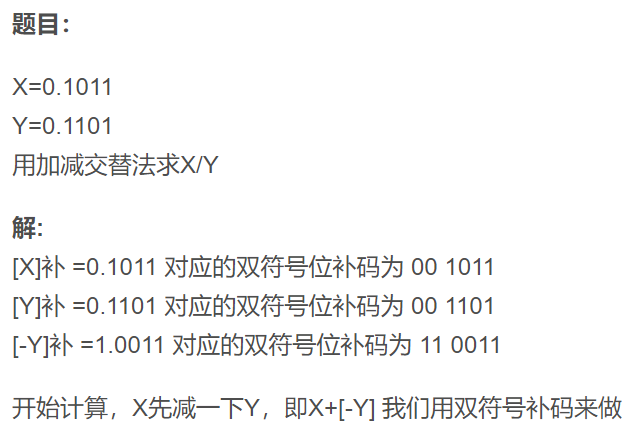 题目：
X=0.1011
Y=0.1101
用加减交替法求X/Y
解:
[X]补 =0.1011 对应的双符号位补码为 00 1011
[Y]补 =0.1101 对应的双符号位补码为 00 1101
[-Y]补 =1.0011 对应的双符号位补码为 11 0011
开始计算，X先减一下Y，即X+[-Y] 我们用双符号补码来做